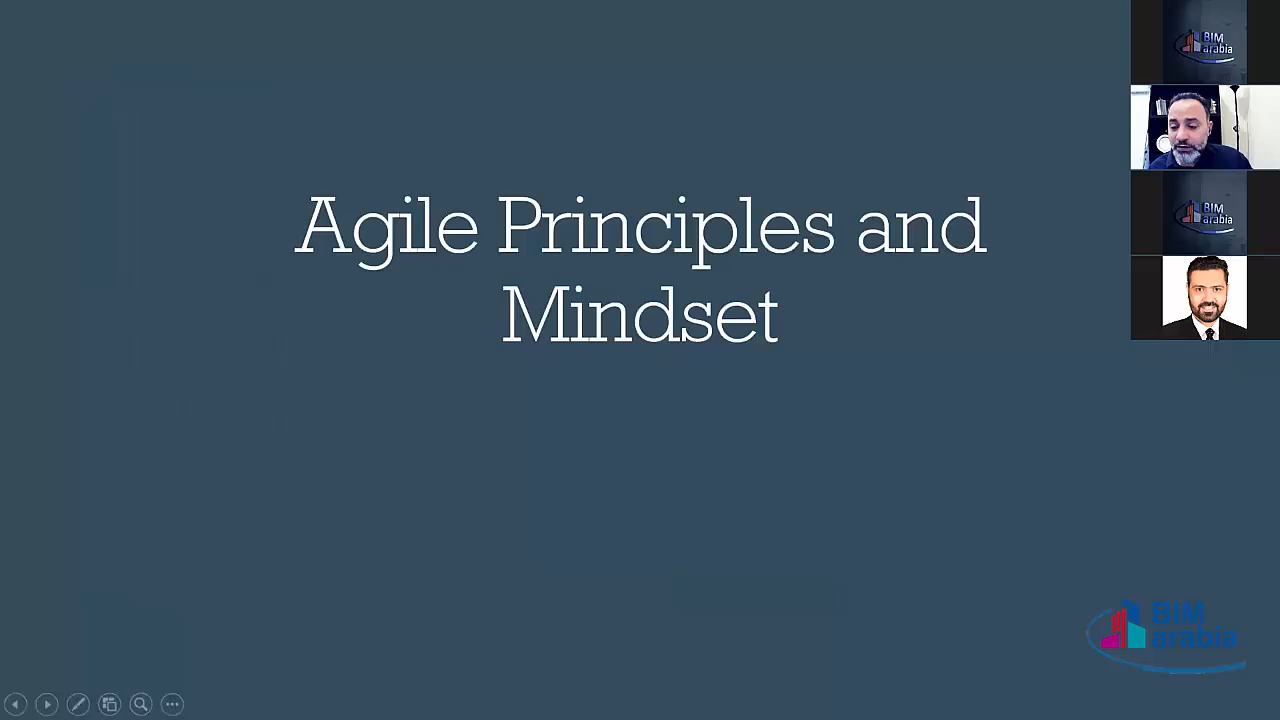 Agile Principles and
Mindset
BIM
arabia
BIM
arabia
BIM
arabia